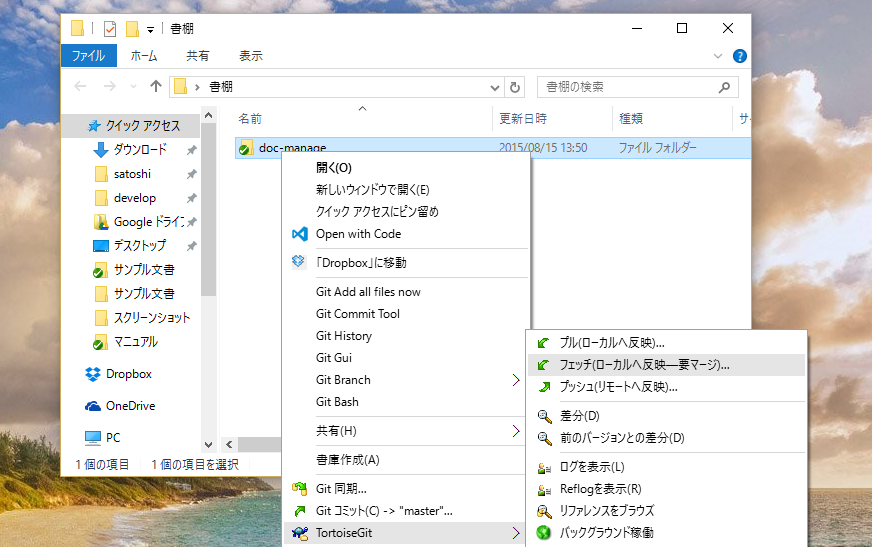 書棚
ファイル ホーム 共有 表示
書棚 書棚の検索
名前 更新日時 種類 サイ
クイック アクセス
doc-manage 2015/08/15 13:50 ファイル フォルダー
ダウンロード
satoshi
develop
Google ドライブ
デスクトップ
サンプル文書
サンプル文書
スクリーンショット
マニュアル
Dropbox
OneDrive
PC
1 個の項目 1 個の項目を選択
開く(O)
新しいウィンドウで開く(E)
クイック アクセスにピン留め
Open with Code
「Dropbox」に移動
Git Add all files now
Git Commit Tool
Git History
Git Gui
Git Branch
Git Bash
共有(H)
書庫作成(A)
Git 同期...
Git コミット(C) -> "master"...
TortoiseGit
プル(ローカルへ反映)...
フェッチ(ローカルへ反映―要マージ)...
プッシュ(リモートへ反映)...
差分(D)
前のバージョンとの差分(D)
ログを表示(L)
Reflogを表示(R)
リファレンスをブラウズ
バックグラウンド稼働